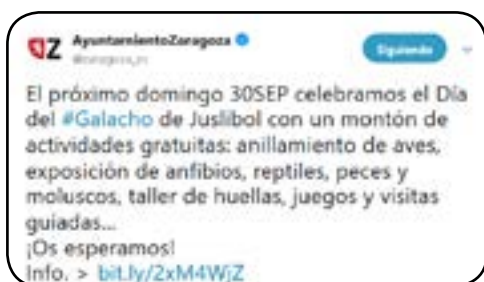 AyuntamientoZaragoza
@zaragoza_es
Siguiendo
El próximo domingo 30SEP celebramos el Día
del #Galacho de Juslibol con un montón de
actividades gratuitas: anillamiento de aves,
exposición de anfibios, reptiles, peces y
moluscos, taller de huellas, juegos y visitas
guiadas...
¡Os esperamos!
Info. > bit.ly/2xM4WjZ